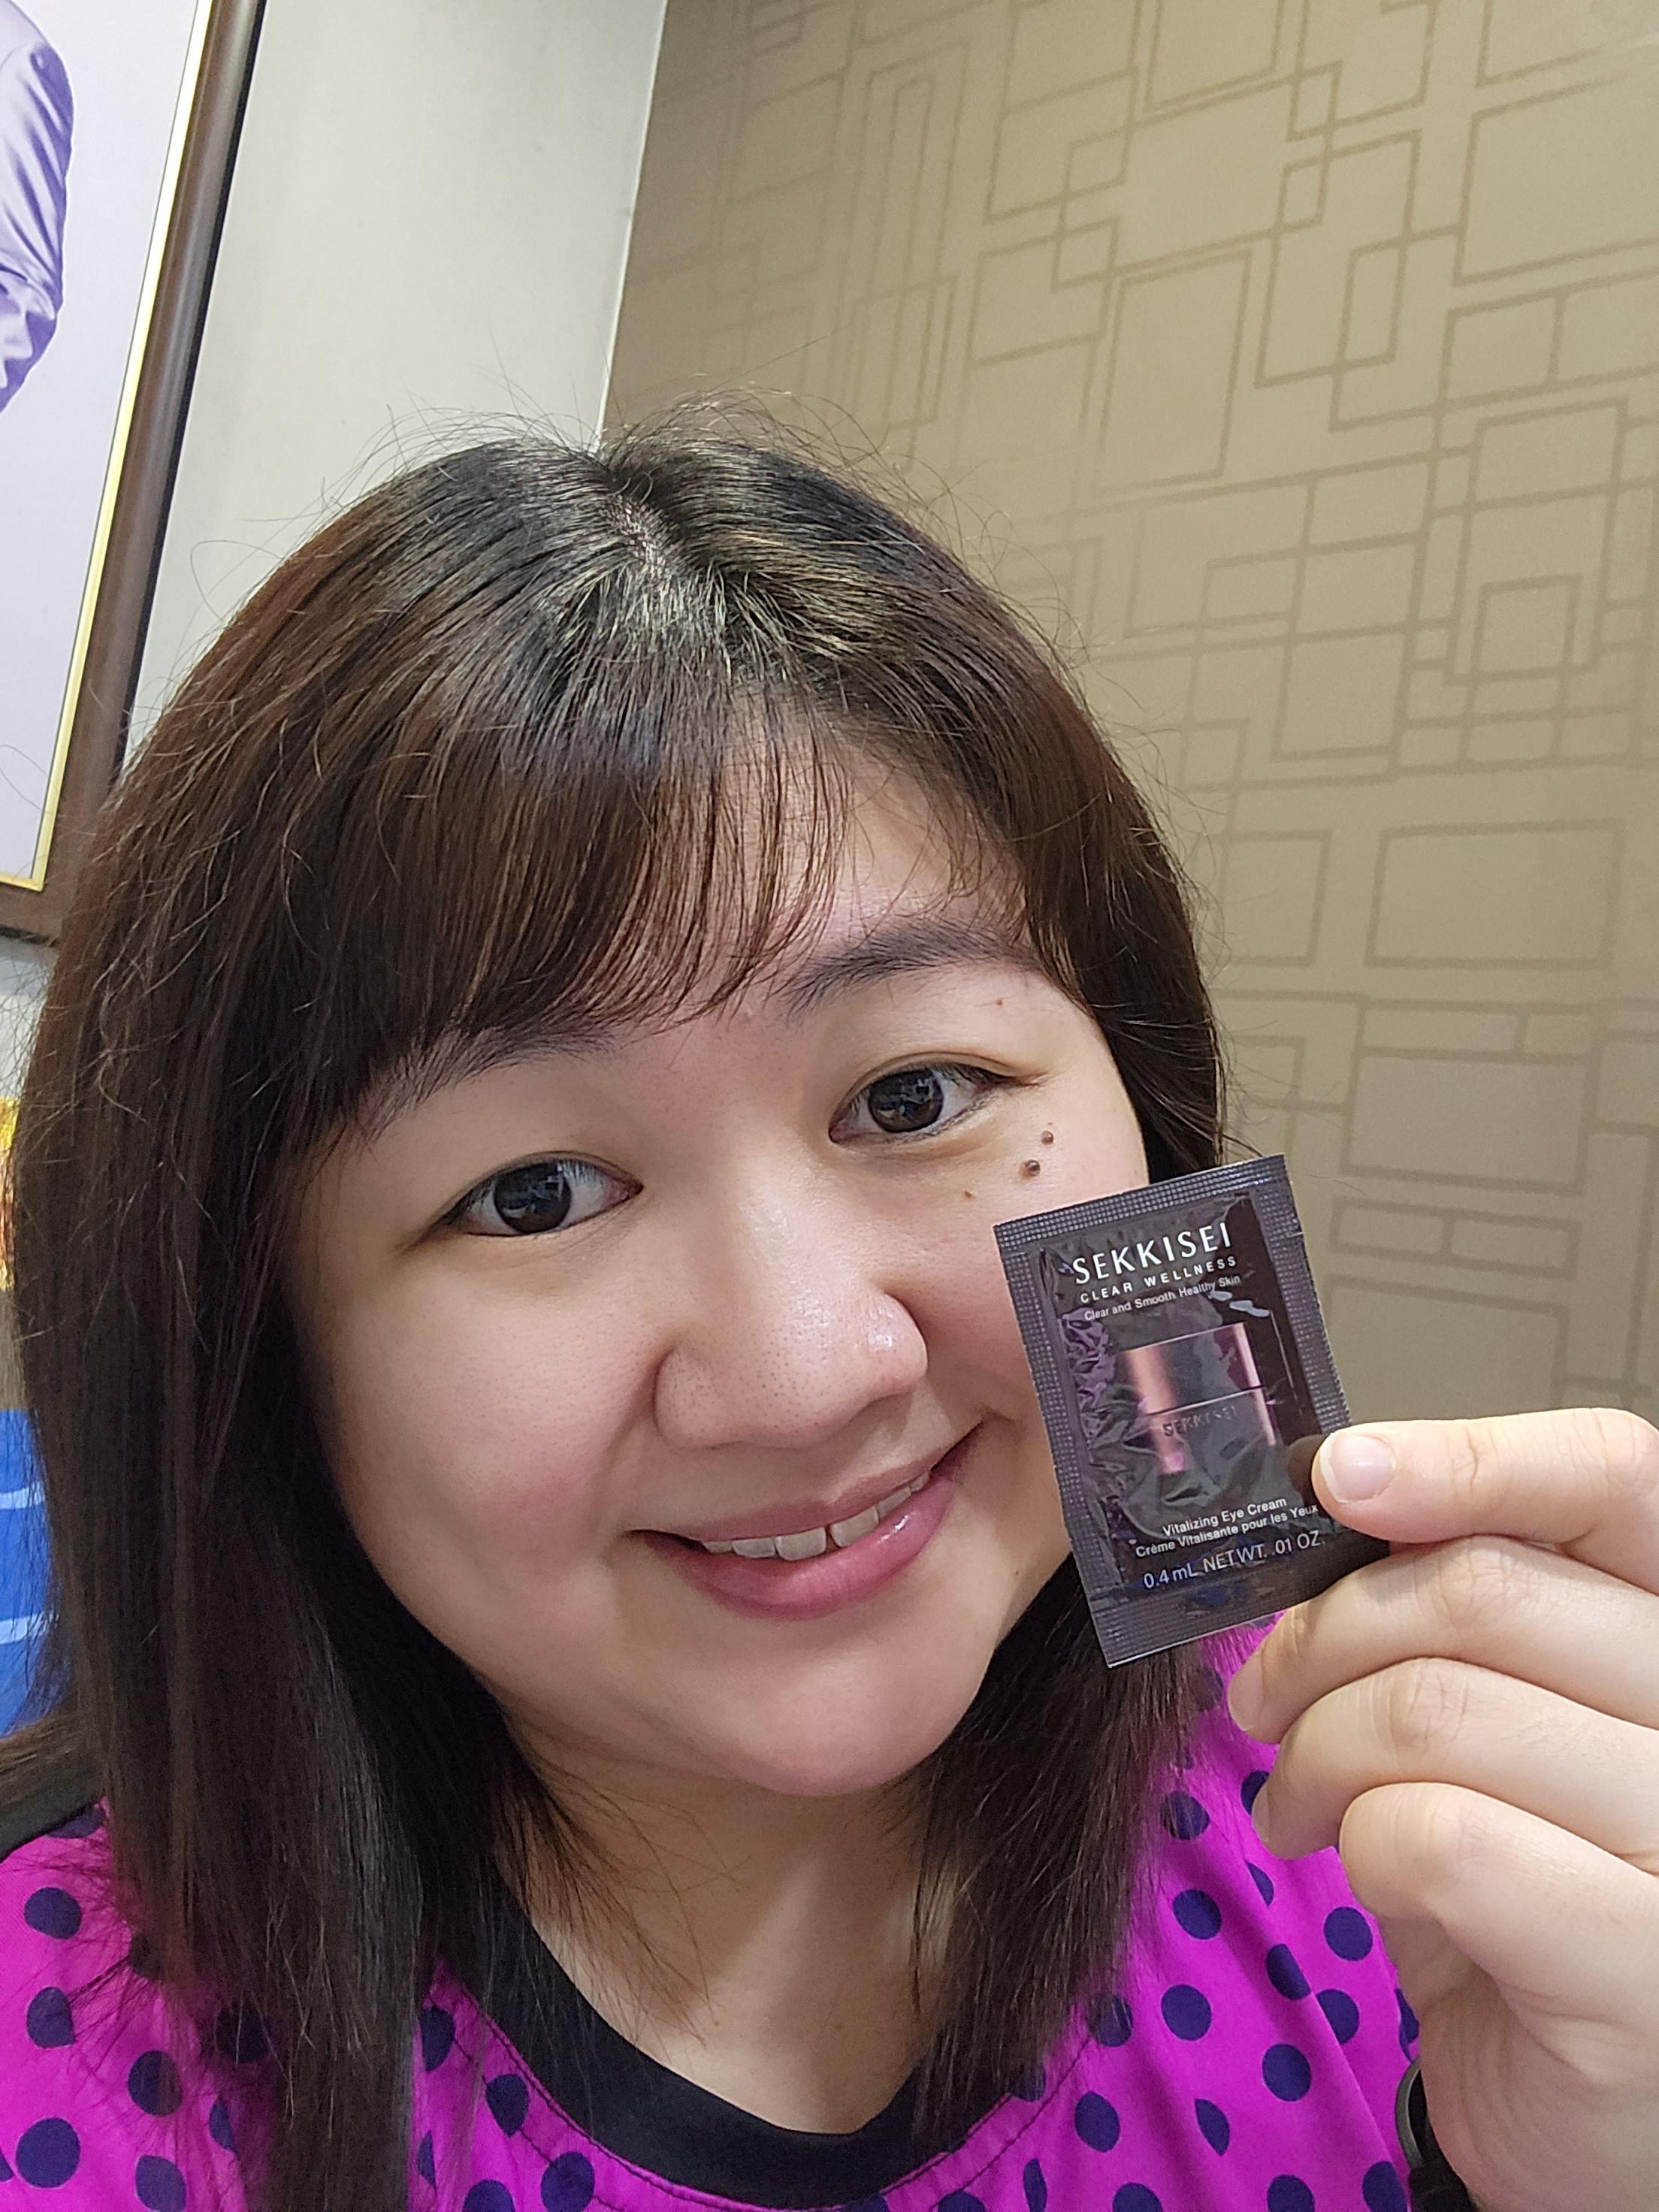 SEKKISEI
CLEAR WELLNESS
Clear and Smooth Healthy Skin
SEKKISEI
Vitalizing Eye Cream
Crème Vitalisante pour les Yeux
0.4 mL NET WT. .01 OZ.